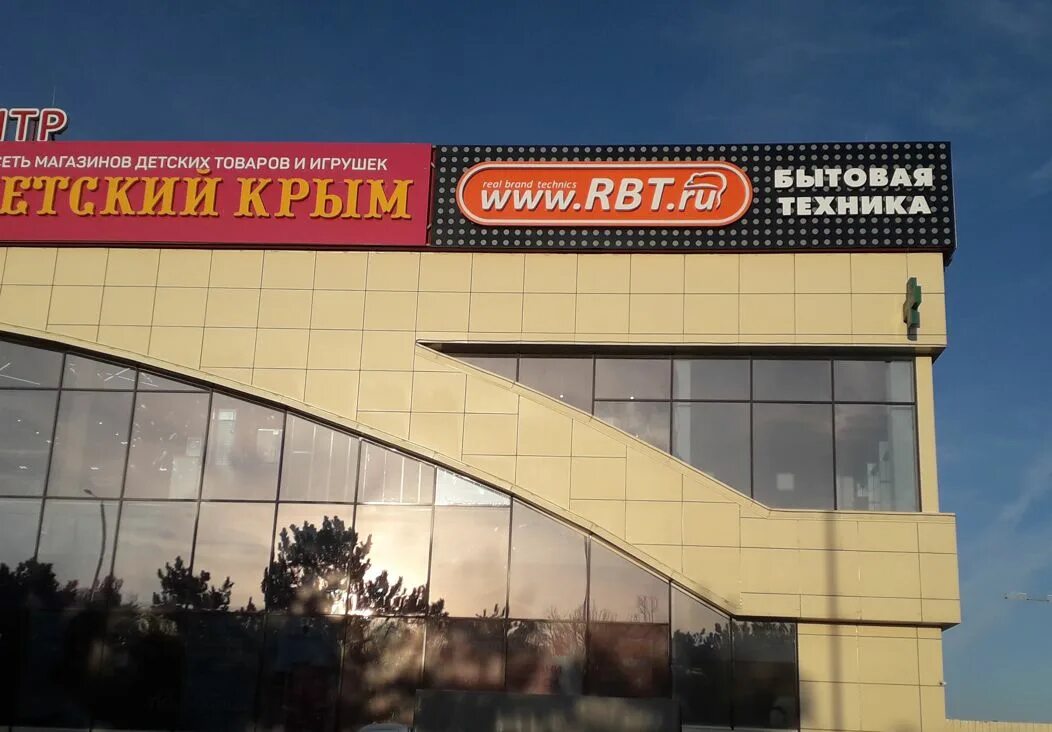 НТР
СЕТЬ МАГАЗИНОВ ДЕТСКИХ ТОВАРОВ И ИГРУШЕК
ЕТСКИЙ КРЫМ
real brand technics
www.RBT.ru
БЫТОВАЯ
ТЕХНИКА